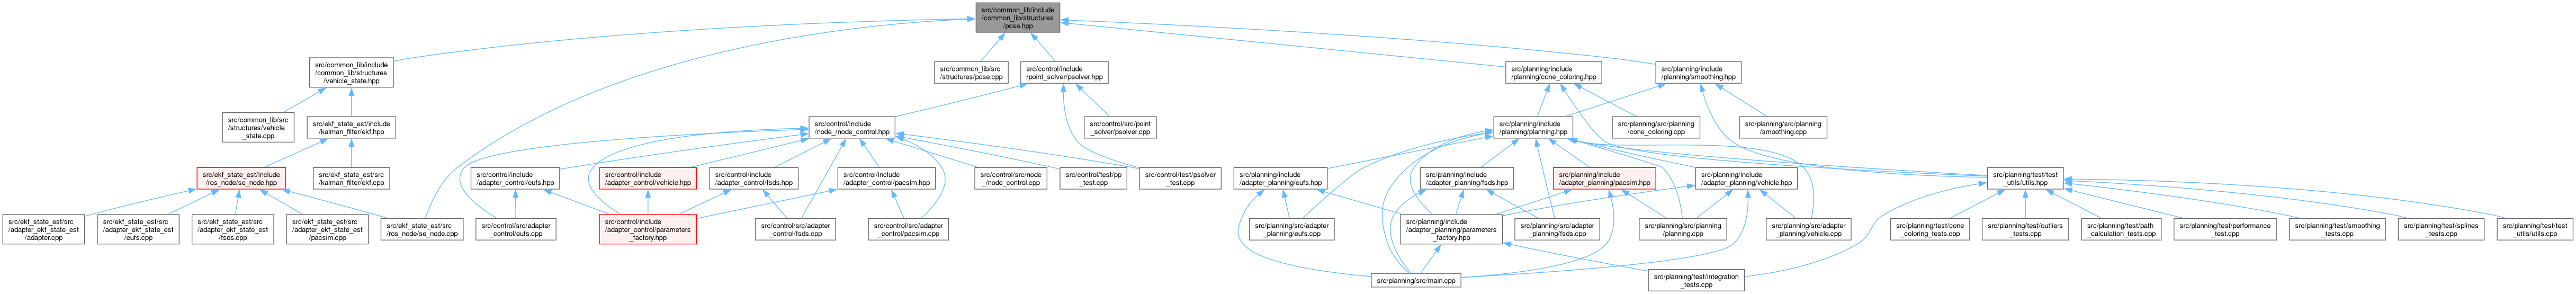 src/common_lib/include
/common_lib/structures
/pose.hpp
src/common_lib/include
/common_lib/structures
/vehicle_state.hpp
src/common_lib/src
/structures/pose.cpp
src/control/include
/point_solver/psolver.hpp
src/planning/include
/planning/cone_coloring.hpp
src/planning/include
/planning/smoothing.hpp
src/common_lib/src
/structures/vehicle
_state.cpp
src/ekf_state_est/include
/kalman_filter/ekf.hpp
src/control/include
/node_/node_control.hpp
src/control/src/point
_solver/psolver.cpp
src/planning/include
/planning/planning.hpp
src/planning/src/planning
/cone_coloring.cpp
src/planning/src/planning
/smoothing.cpp
src/ekf_state_est/include
/ros_node/se_node.hpp
src/ekf_state_est/src
/kalman_filter/ekf.cpp
src/control/include
/adapter_control/eufs.hpp
src/control/include
/adapter_control/vehicle.hpp
src/control/include
/adapter_control/fsds.hpp
src/control/include
/adapter_control/pacsim.hpp
src/control/src/node
_/node_control.cpp
src/control/test/pp
_test.cpp
src/control/test/psolver
_test.cpp
src/planning/include
/adapter_planning/eufs.hpp
src/planning/include
/adapter_planning/fsds.hpp
src/planning/include
/adapter_planning/pacsim.hpp
src/planning/include
/adapter_planning/vehicle.hpp
src/planning/test/test
_utils/utils.hpp
src/ekf_state_est/src
/adapter_ekf_state_est
/adapter.cpp
src/ekf_state_est/src
/adapter_ekf_state_est
/eufs.cpp
src/ekf_state_est/src
/adapter_ekf_state_est
/fsds.cpp
src/ekf_state_est/src
/adapter_ekf_state_est
/pacsim.cpp
src/ekf_state_est/src
/ros_node/se_node.cpp
src/control/src/adapter
_control/eufs.cpp
src/control/include
/adapter_control/parameters
_factory.hpp
src/control/src/adapter
_control/fsds.cpp
src/control/src/adapter
_control/pacsim.cpp
src/planning/src/adapter
_planning/eufs.cpp
src/planning/include
/adapter_planning/parameters
_factory.hpp
src/planning/src/adapter
_planning/fsds.cpp
src/planning/src/planning
/planning.cpp
src/planning/src/adapter
_planning/vehicle.cpp
src/planning/test/cone
_coloring_tests.cpp
src/planning/test/outliers
_tests.cpp
src/planning/test/path
_calculation_tests.cpp
src/planning/test/performance
_test.cpp
src/planning/test/smoothing
_tests.cpp
src/planning/test/splines
_tests.cpp
src/planning/test/test
_utils/utils.cpp
src/planning/src/main.cpp
src/planning/test/integration
_tests.cpp